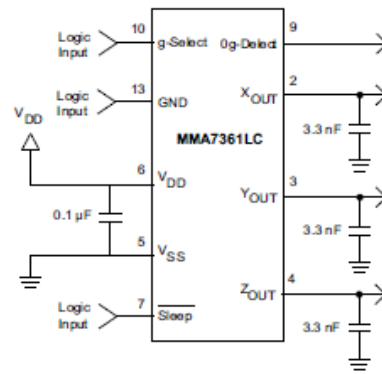 Logic
Input
10
g-Select
0g-Detect
9
Logic
Input
13
GND
XOUT
2
3.3 nF
VDD
MMA7361LC
6
VDD
YOUT
3
0.1 µF
3.3 nF
5
VSS
ZOUT
4
Logic
Input
7
Sleep
3.3 nF